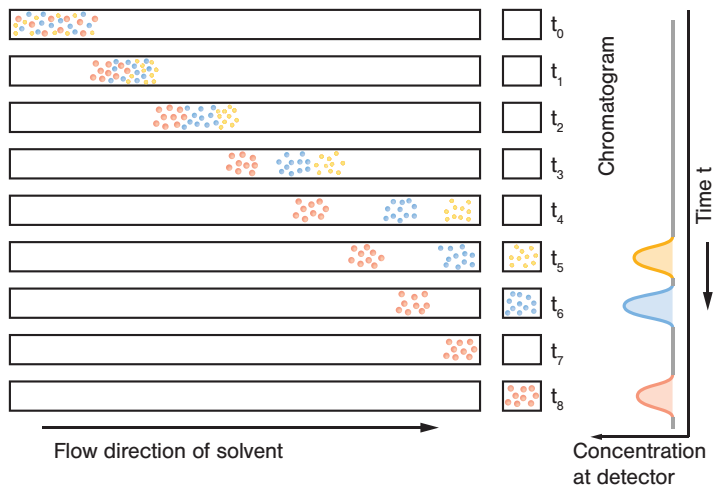 t0
t1
t2
t3
t4
t5
t6
t7
t8
Chromatogram
Time t
Flow direction of solvent
Concentration
at detector